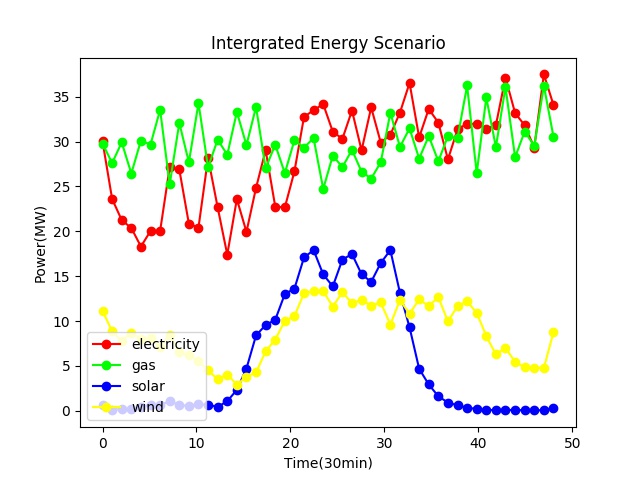 Intergrated Energy Scenario
Power(MW)
35
30
25
20
15
10
5
0
electricity
gas
solar
wind
0 10 20 30 40 50
Time(30min)